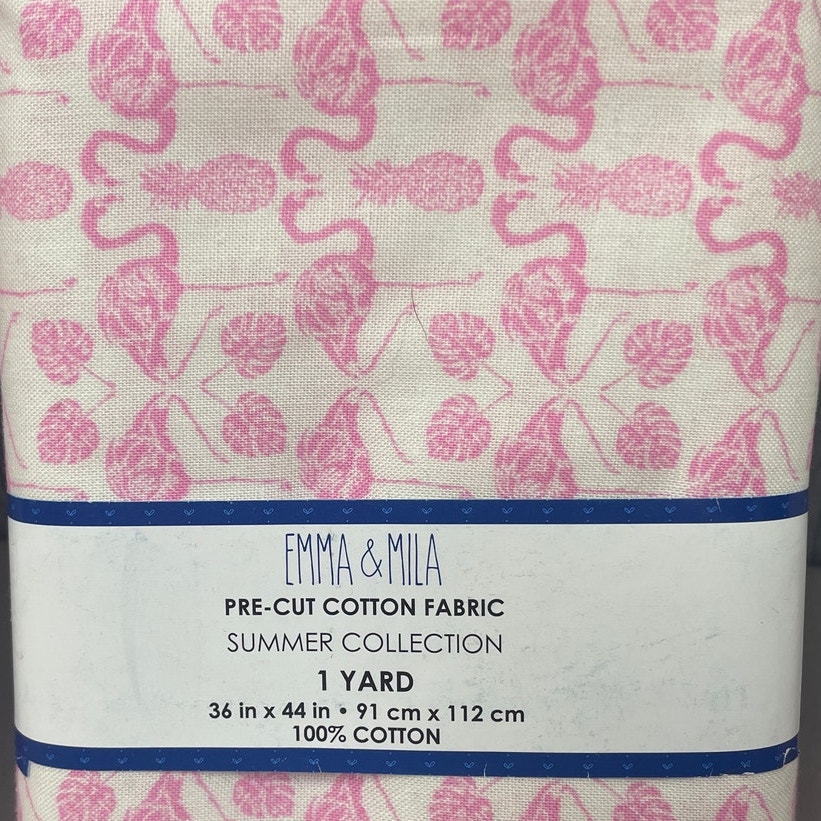 EMMA & MILA
PRE-CUT COTTON FABRIC
SUMMER COLLECTION
1 YARD
36 in x 44 in • 91 cm x 112 cm
100% COTTON